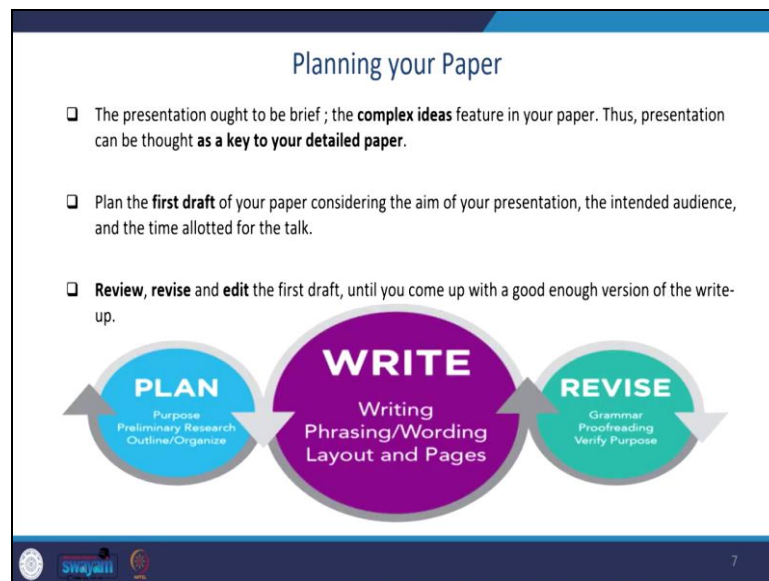 Planning your Paper
❑ The presentation ought to be brief ; the complex ideas feature in your paper. Thus, presentation
can be thought as a key to your detailed paper.
❑ Plan the first draft of your paper considering the aim of your presentation, the intended audience,
and the time allotted for the talk.
❑ Review, revise and edit the first draft, until you come up with a good enough version of the write-
up.
PLAN
Purpose
Preliminary Research
Outline/Organize
WRITE
Writing
Phrasing/Wording
Layout and Pages
REVISE
Grammar
Proofreading
Verify Purpose
swayam
7